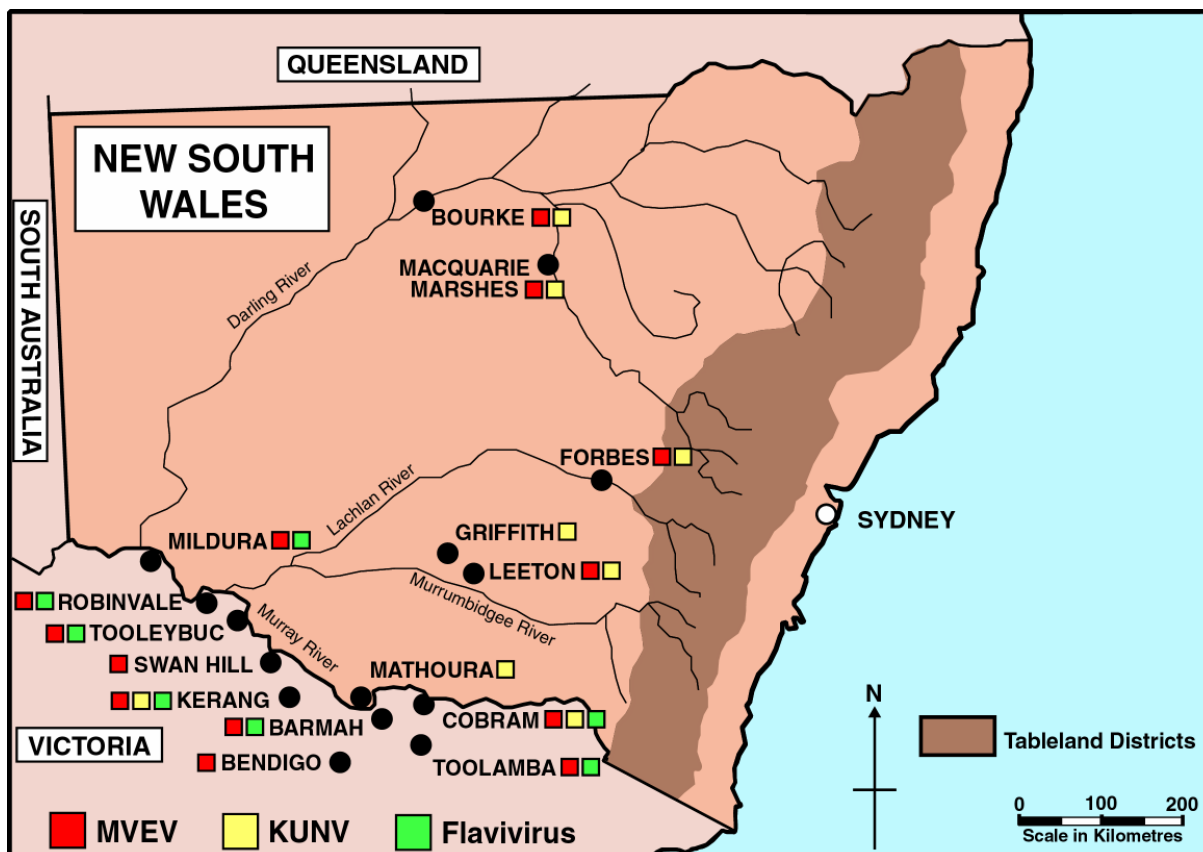 QUEENSLAND
NEW SOUTH
WALES
SOUTH AUSTRALIA
BOURKE
MACQUARIE
MARSHES
Darling River
FORBES
Lachlan River
SYDNEY
GRIFFITH
MILDURA
LEETON
Murrumbidgee River
ROBINVALE
TOOLEYBUC
Murray River
SWAN HILL
MATHOURA
KERANG
COBRAM
BARMAH
VICTORIA
BENDIGO
TOOLAMBA
N
Tableland Districts
MVEV
KUNV
Flavivirus
0 100 200
Scale in Kilometres